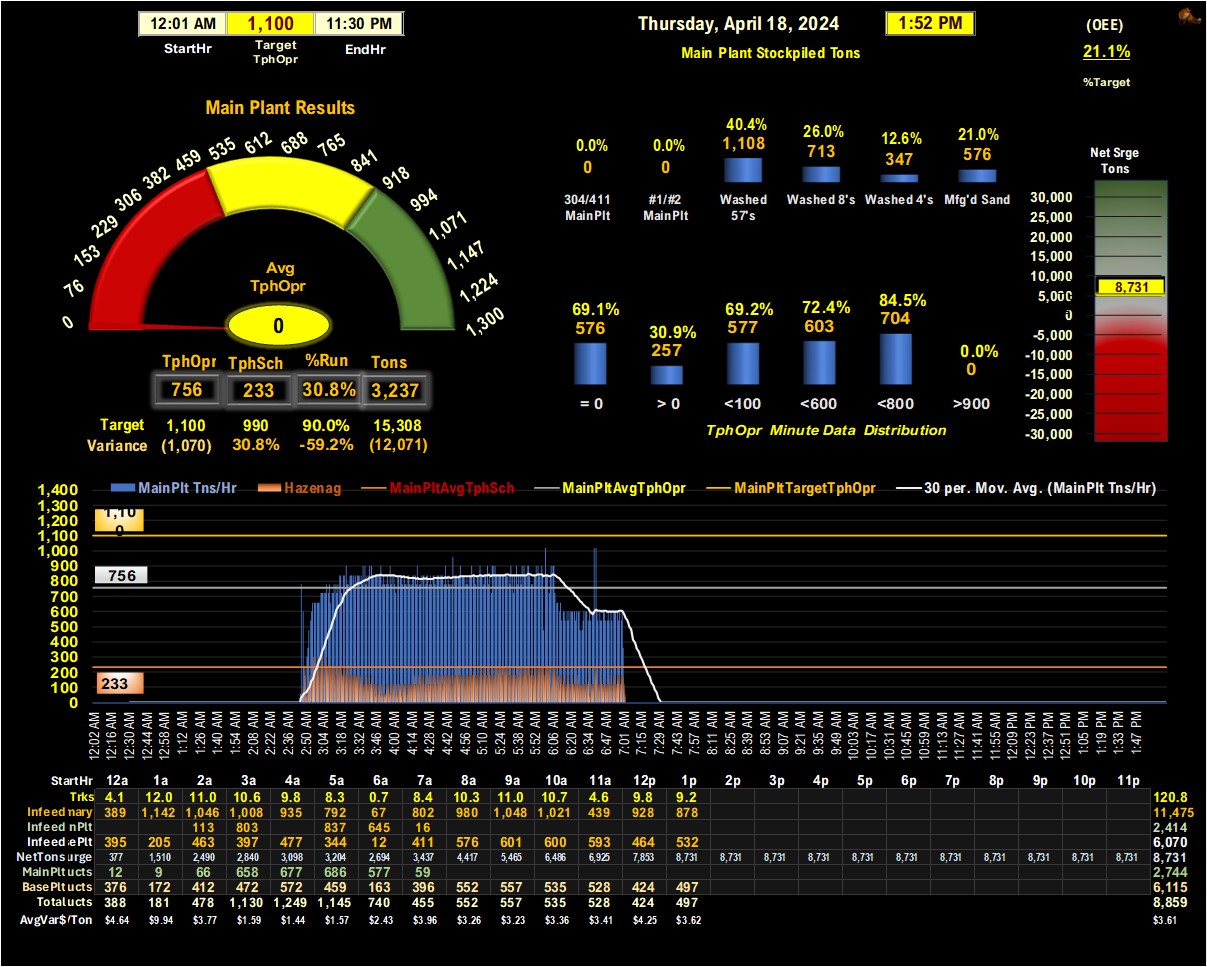 12:01 AM 1,100 11:30 PM
StartHr Target TphOpr EndHr
Thursday, April 18, 2024 1:52 PM
Main Plant Stockpiled Tons
(OEE)
21.1%
%Target
Main Plant Results
0 76 153 229 306 382 459 535 612 688 765 841 918 994 1,071 1,147 1,224 1,300
Avg
TphOpr
0
TphOpr TphSch %Run Tons
756 233 30.8% 3,237
Target 1,100 990 90.0% 15,308
Variance (1,070) 30.8% -59.2% (12,071)
0.0% 0.0% 40.4% 26.0% 12.6% 21.0%
0 0 1,108 713 347 576
304/411 #1/#2 Washed Washed 8's Washed 4's Mfg'd Sand
MainPlt MainPlt 57's
69.1% 30.9% 69.2% 72.4% 84.5% 0.0%
576 257 577 603 704 0
= 0 > 0 <100 <600 <800 >900
TphOpr Minute Data Distribution
Net Srge
Tons
30,000
25,000
20,000
15,000
10,000
8,731
5,000
0
-5,000
-10,000
-15,000
-20,000
-25,000
-30,000
MainPlt Tns/Hr Hazenag MainPltAvgTphSch MainPltAvgTphOpr MainPltTargetTphOpr 30 per. Mov. Avg. (MainPlt Tns/Hr)
1,400
1,300
1,200
1,100
1,000
900
800
700
600
500
400
300
200
100
0
1,10
0
756
233
12:02 AM 12:16 AM 12:30 AM 12:44 AM 12:58 AM 1:12 AM 1:26 AM 1:40 AM 1:54 AM 2:08 AM 2:22 AM 2:36 AM 2:50 AM 3:04 AM 3:18 AM 3:32 AM 3:46 AM 4:00 AM 4:14 AM 4:28 AM 4:42 AM 4:56 AM 5:10 AM 5:24 AM 5:38 AM 5:52 AM 6:06 AM 6:20 AM 6:34 AM 6:47 AM 7:01 AM 7:15 AM 7:29 AM 7:43 AM 7:57 AM 8:11 AM 8:25 AM 8:39 AM 8:53 AM 9:07 AM 9:21 AM 9:35 AM 9:49 AM 10:03 AM 10:17 AM 10:31 AM 10:45 AM 10:59 AM 11:13 AM 11:27 AM 11:41 AM 11:55 AM 12:09 PM 12:23 PM 12:37 PM 12:51 PM 1:05 PM 1:19 PM 1:33 PM 1:47 PM
StartHr 12a 1a 2a 3a 4a 5a 6a 7a 8a 9a 10a 11a 12p 1p 2p 3p 4p 5p 6p 7p 8p 9p 10p 11p
Trks 4.1 12.0 11.0 10.6 9.8 8.3 0.7 8.4 10.3 11.0 10.7 4.6 9.8 9.2 120.8
Infeed mary 389 1,142 1,046 1,008 935 792 67 802 980 1,048 1,021 439 928 878 11,475
Infeed nPlt 113 803 837 645 16 2,414
Infeed ePlt 395 205 463 397 477 344 12 411 576 601 600 593 464 532 6,070
NetTons urge 377 1,510 2,490 2,840 3,098 3,204 2,694 3,437 4,417 5,465 6,486 6,925 7,853 8,731 8,731 8,731 8,731 8,731 8,731 8,731 8,731 8,731 8,731 8,731 8,731
MainPlt ucts 12 9 66 658 677 686 577 59 2,744
BasePlt ucts 376 172 412 472 572 459 163 396 552 557 535 528 424 497 6,115
Total ucts 388 181 478 1,130 1,249 1,145 740 455 552 557 535 528 424 497 8,859
AvgVar$/Ton $4.64 $9.94 $3.77 $1.59 $1.44 $1.57 $2.43 $3.96 $3.26 $3.23 $3.36 $3.41 $4.25 $3.62 $3.61